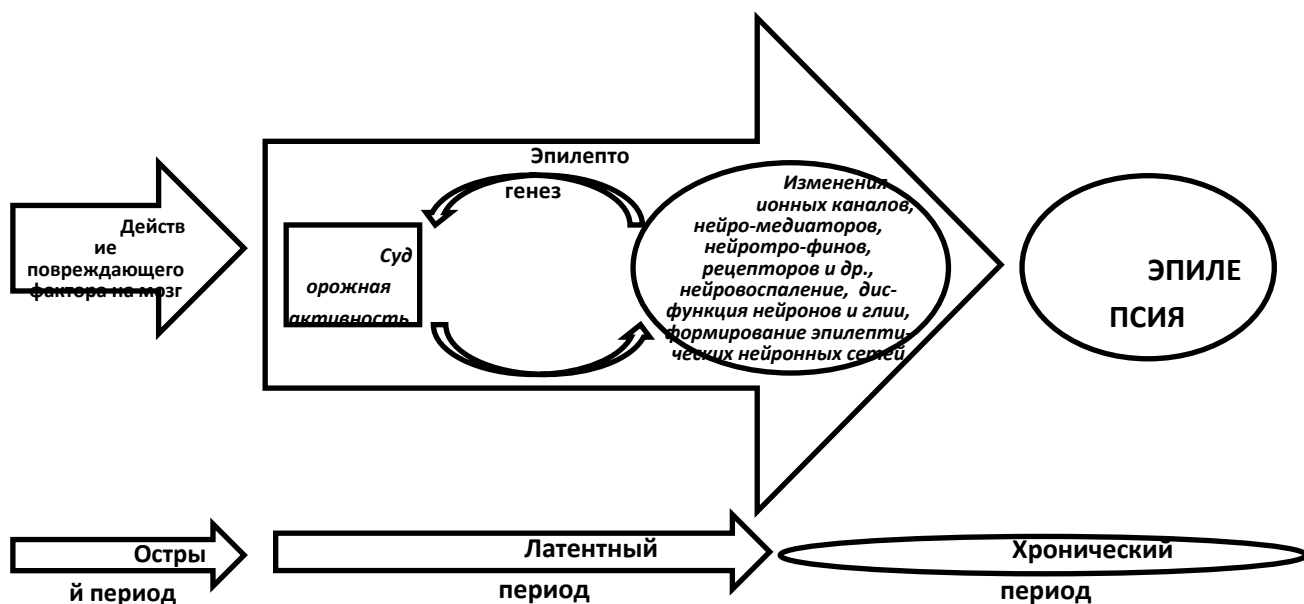 Эпилепто
генез
Действ
ие
повреждающего
фактора на мозг
Суд
орожная
активность
Изменения
ионных каналов,
нейро-медиаторов,
нейротро-финов,
рецепторов и др.,
нейровоспаление, дис-
функция нейронов и глии,
формирование эпилепти-
ческих нейронных сетей
ЭПИЛЕ
ПСИЯ
Остры
й период
Латентный
период
Хронический
период